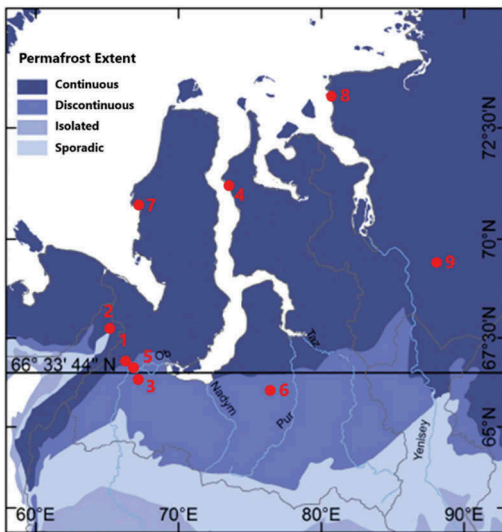 Permafrost Extent
Continuous
Discontinuous
Isolated
Sporadic
8
72°30'N
4
7
70°N
9
2
67°30'N
1
5
Ob
Taz
66° 33' 44" N
3
6
Nadym
Pur
65°N
Yenisey
60°E
70°E
80°E
90°E